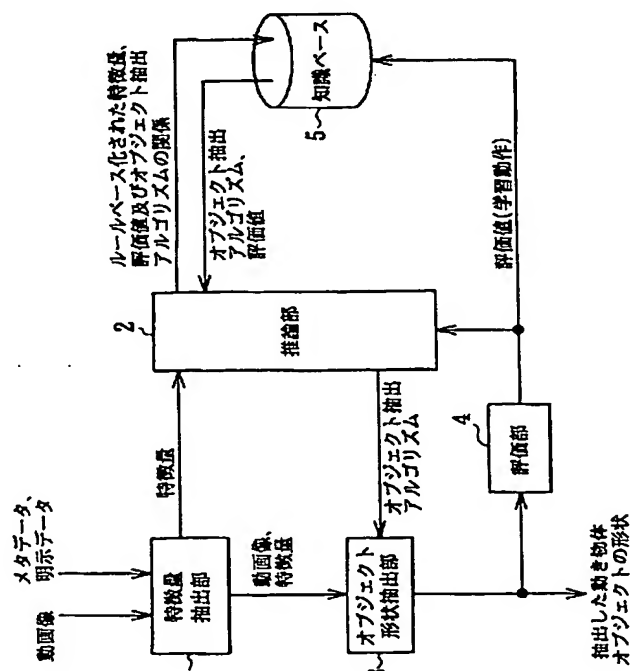 動画像
メタデータ、
明示データ
特徴量
抽出部
特徴量
動画像、
特徴量
オブジェクト
形状抽出部
オブジェクト抽出
アルゴリズム
2
推論部
ルールベース化された特徴量、
評価値及びオブジェクト抽出
アルゴリズムの関係
オブジェクト抽出
アルゴリズム、
評価値
5
知識ベース
評価値(学習動作)
4
評価部
抽出した動き物体
オブジェクトの形状